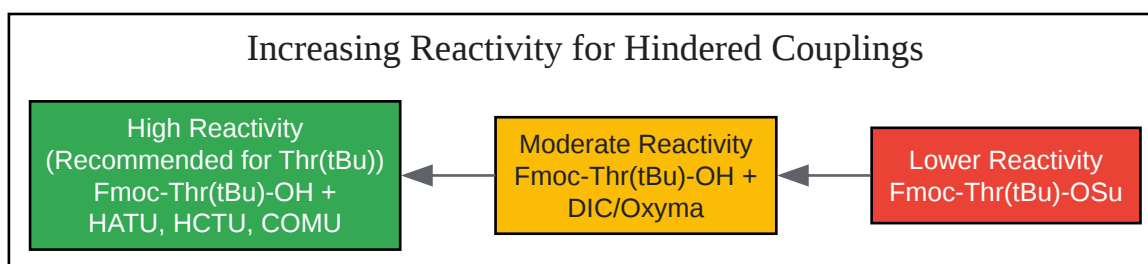 Increasing Reactivity for Hindered Couplings
High Reactivity
(Recommended for Thr(tBu))
Fmoc-Thr(tBu)-OH +
HATU, HCTU, COMU
Moderate Reactivity
Fmoc-Thr(tBu)-OH +
DIC/Oxyma
Lower Reactivity
Fmoc-Thr(tBu)-OSu